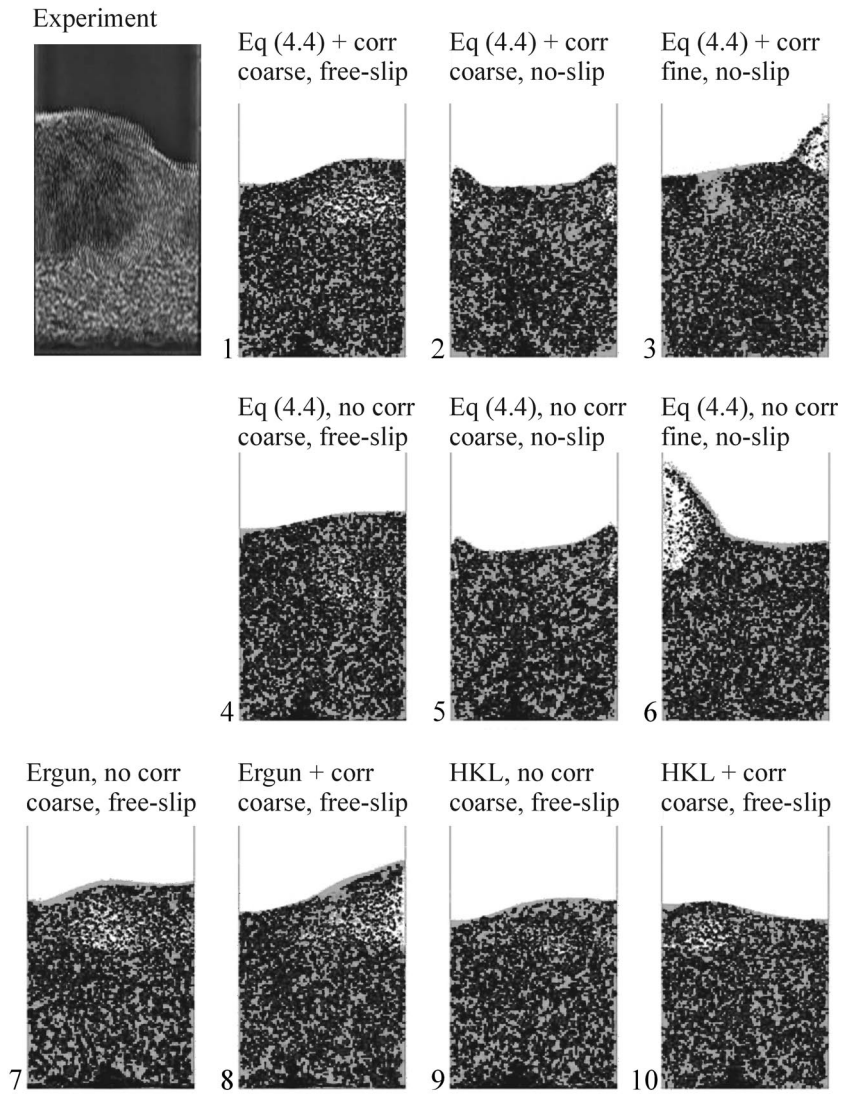 Experiment
Eq (4.4) + corr
coarse, free-slip
Eq (4.4) + corr
coarse, no-slip
Eq (4.4) + corr
fine, no-slip
1
2
3
Eq (4.4), no corr
coarse, free-slip
Eq (4.4), no corr
coarse, no-slip
Eq (4.4), no corr
fine, no-slip
4
5
6
Ergun, no corr
coarse, free-slip
Ergun + corr
coarse, free-slip
HKL, no corr
coarse, free-slip
HKL + corr
coarse, free-slip
7
8
9
10